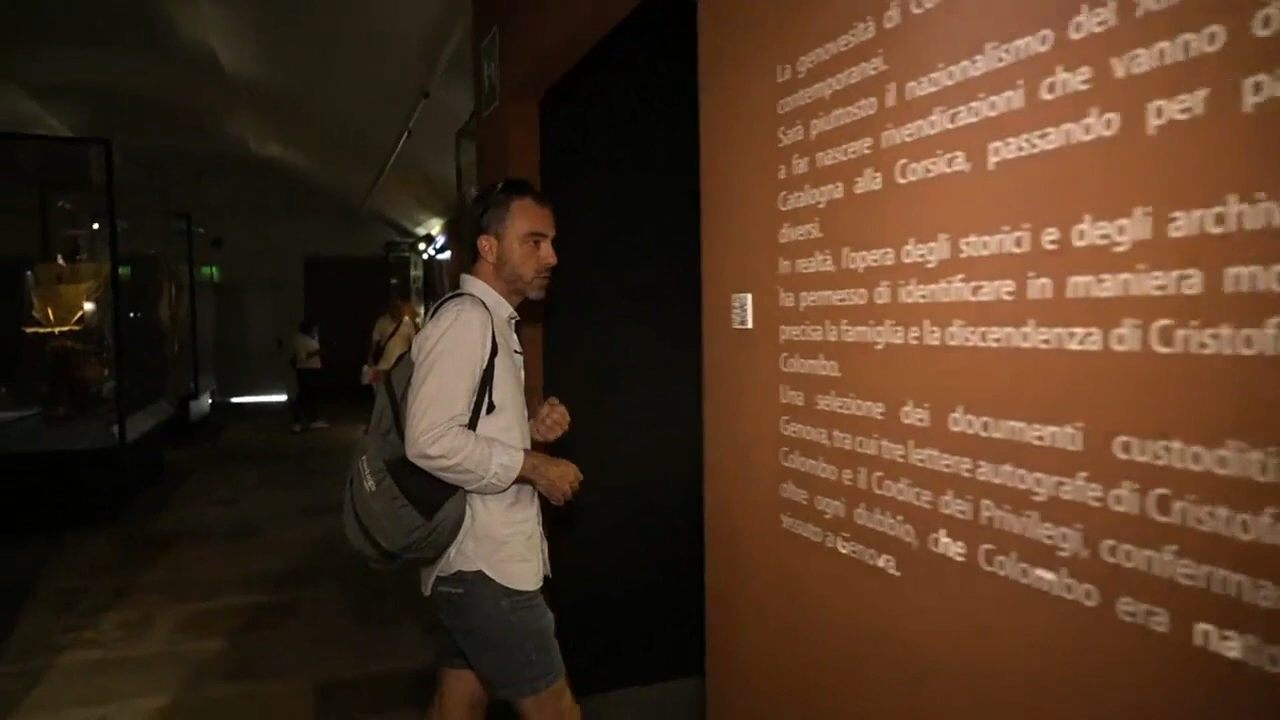 La genovesità di
contemporanei.
Sarà piuttosto il nazionalismo del
a far nascere rivendicazioni che vanno
Catalogna alla Corsica, passando per
diversi.
In realtà, l'opera degli storici e degli
ha permesso di identificare in maniera
precisa la famiglia e la discendenza di
Colombo.
Una selezione dei documenti custoditi
Genova, tra cui tre lettere autografe di
Colombo e il Codice dei Privilegi,
oltre ogni dubbio, che Colombo era
vissuto a Genova.